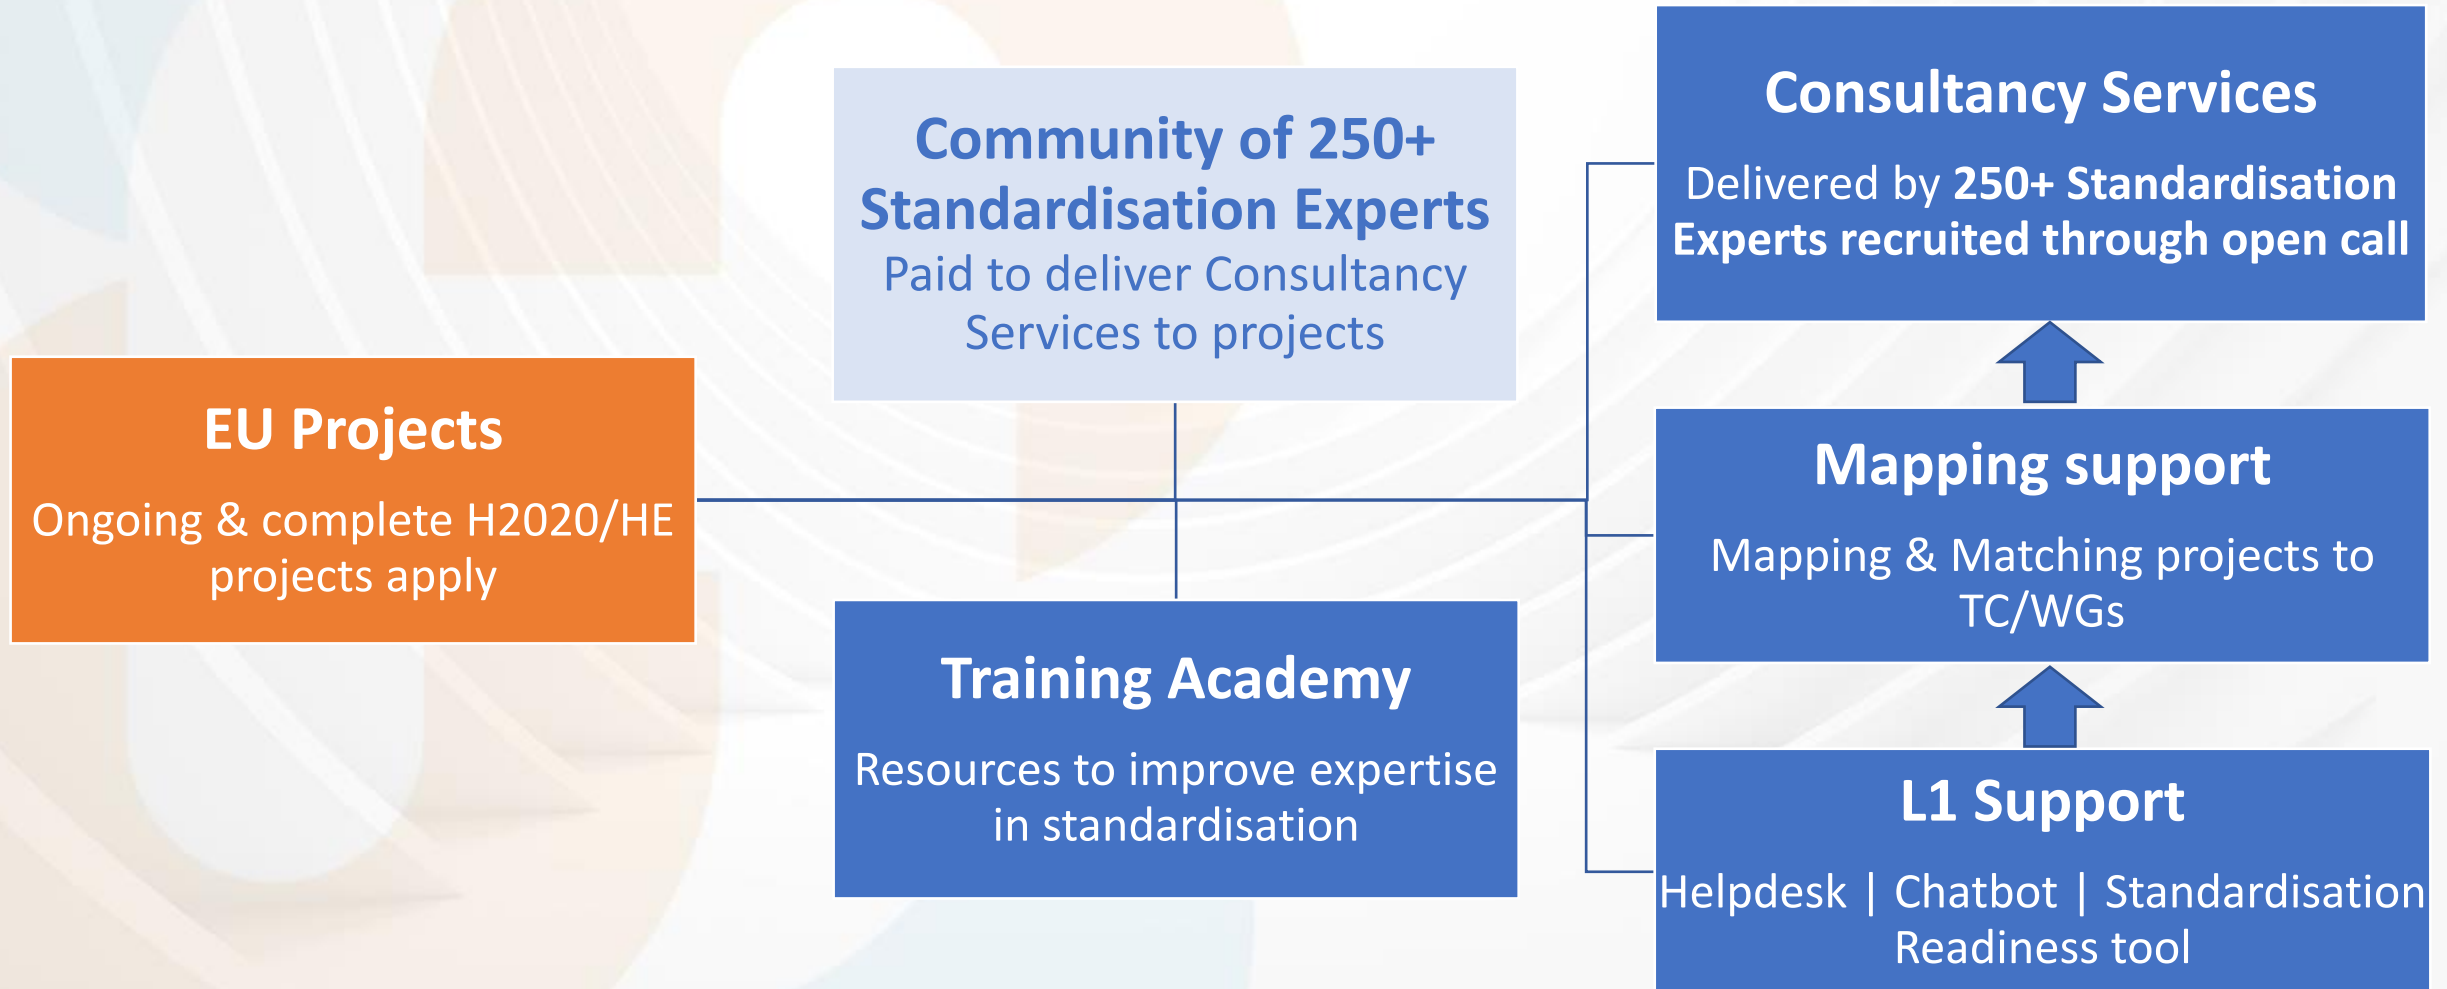 EU Projects
Ongoing & complete H2020/HE
projects apply
Community of 250+
Standardisation Experts
Paid to deliver Consultancy
Services to projects
Training Academy
Resources to improve expertise
in standardisation
Consultancy Services
Delivered by 250+ Standardisation
Experts recruited through open call
Mapping support
Mapping & Matching projects to
TC/WGs
L1 Support
Helpdesk | Chatbot | Standardisation
Readiness tool